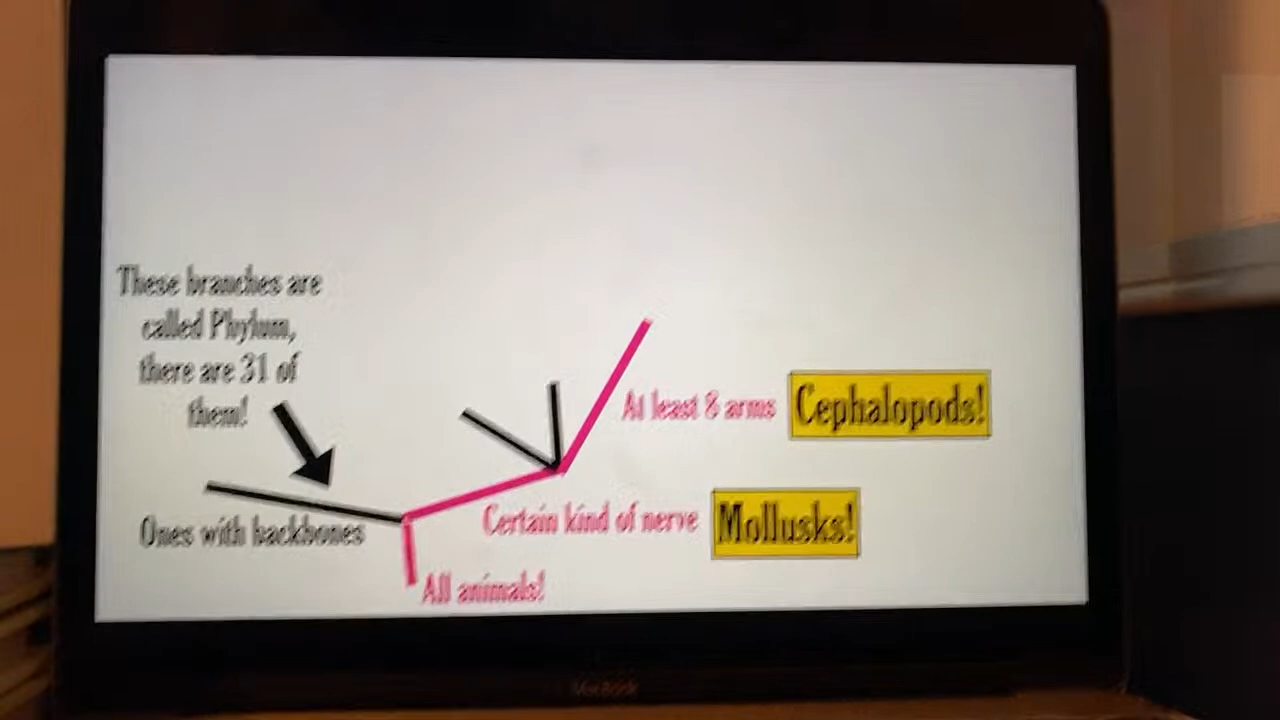 These branches are
called Phylum,
there are 31 of
them!
At least 8 arms
Cephalopods!
Certain kind of nerve
Mollusks!
Ones with backbones
All animals!
MacBook